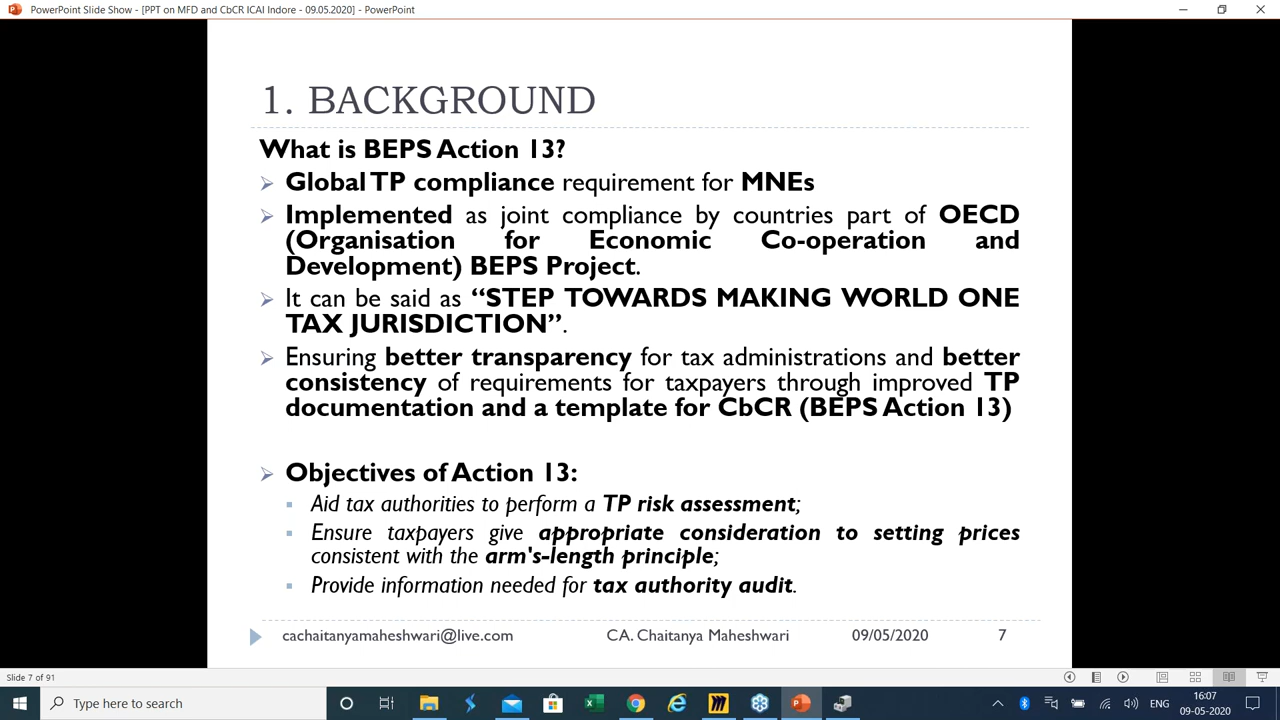 PowerPoint Slide Show - [PPT on MFD and CbCR ICAI Indore - 09.05.2020] - PowerPoint
1. BACKGROUND
What is BEPS Action 13?
Global TP compliance requirement for MNEs
Implemented as joint compliance by countries part of OECD
(Organisation for Economic Co-operation and
Development) BEPS Project.
It can be said as “STEP TOWARDS MAKING WORLD ONE
TAX JURISDICTION”.
Ensuring better transparency for tax administrations and better
consistency of requirements for taxpayers through improved TP
documentation and a template for CbCR (BEPS Action 13)
Objectives of Action 13:
Aid tax authorities to perform a TP risk assessment;
Ensure taxpayers give appropriate consideration to setting prices
consistent with the arm's-length principle;
Provide information needed for tax authority audit.
cachaitanyamaheshwari@live.com CA. Chaitanya Maheshwari 09/05/2020 7
Slide 7 of 91
Type here to search
ENG
16:07
09-05-2020